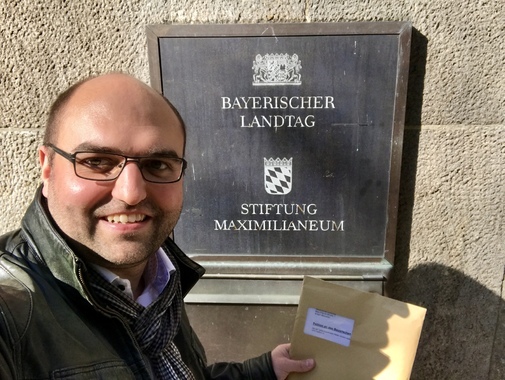 BAYERISCHER
LANDTAG
STIFTUNG
MAXIMILIANEUM